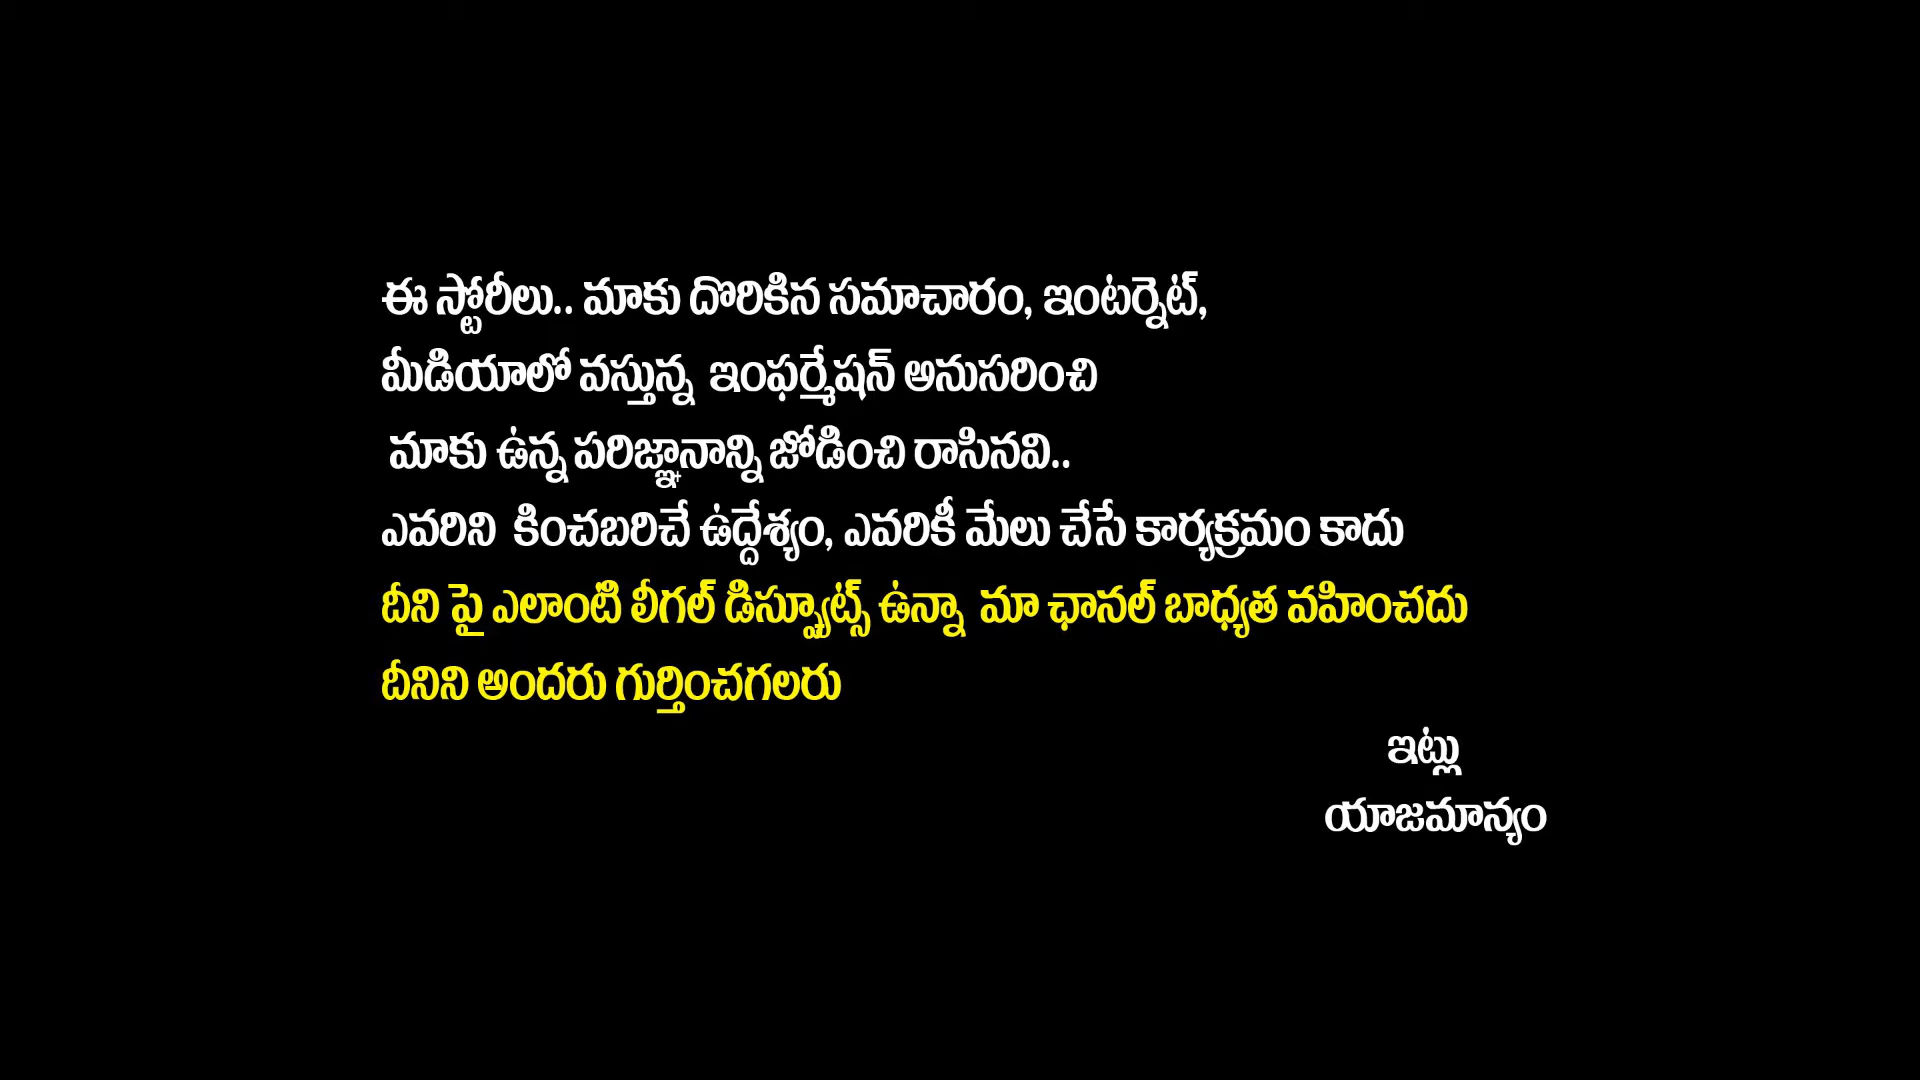 ఈ స్టోరీలు.. మాకు దొరికిన సమాచారం, ఇంటర్నెట్,
మీడియాలో వస్తున్న ఇంఫర్మేషన్ అనుసరించి
మాకు ఉన్న పరిజ్ఞానాన్ని జోడించి రాసినవి..
ఎవరిని కించబరిచే ఉద్దేశ్యం, ఎవరికీ మేలు చేసే కార్యక్రమం కాదు
దీని పై ఎలాంటి లీగల్ డిస్ప్యూట్స్ ఉన్నా మా ఛానల్ బాధ్యత వహించదు
దీనిని అందరు గుర్తించగలరు
ఇట్లు
యాజమాన్యం